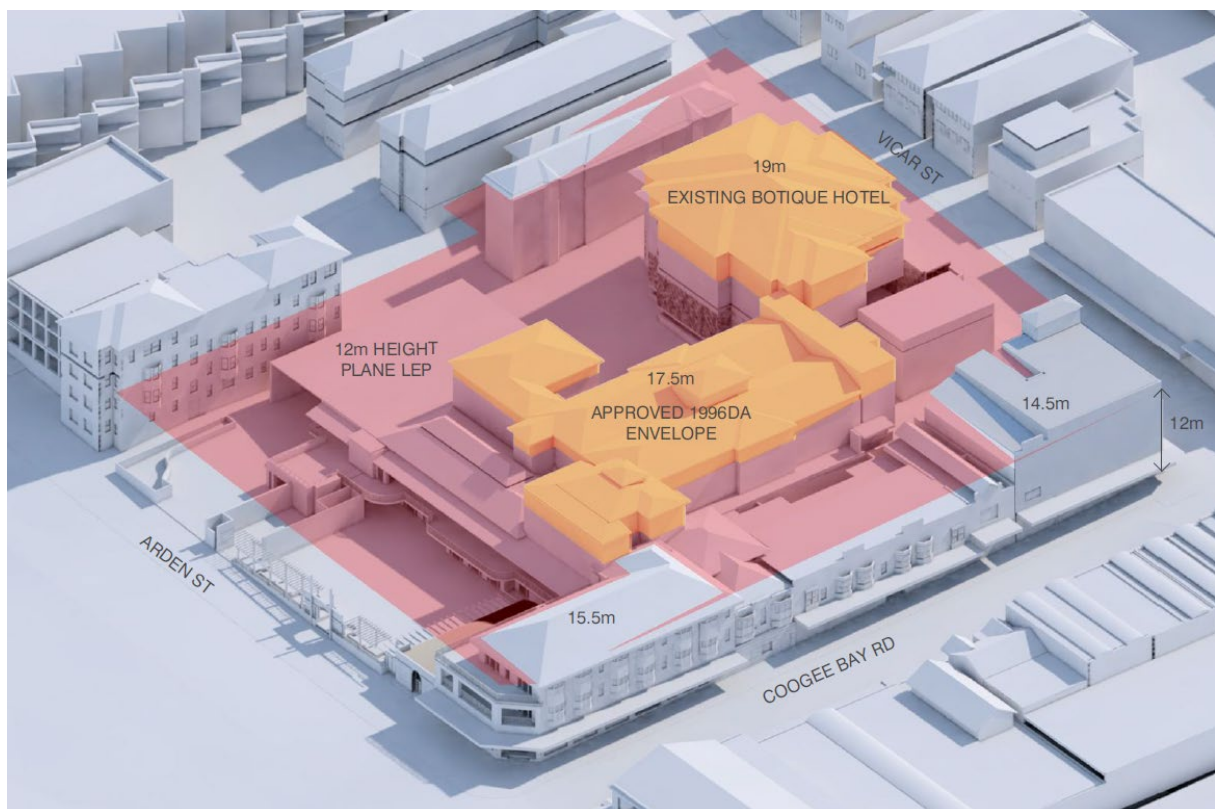 VICAR ST
19m
EXISTING BOTIQUE HOTEL
12m HEIGHT
PLANE LEP
17.5m
APPROVED 1996DA
ENVELOPE
14.5m
12m
ARDEN ST
15.5m
COOGEE BAY RD